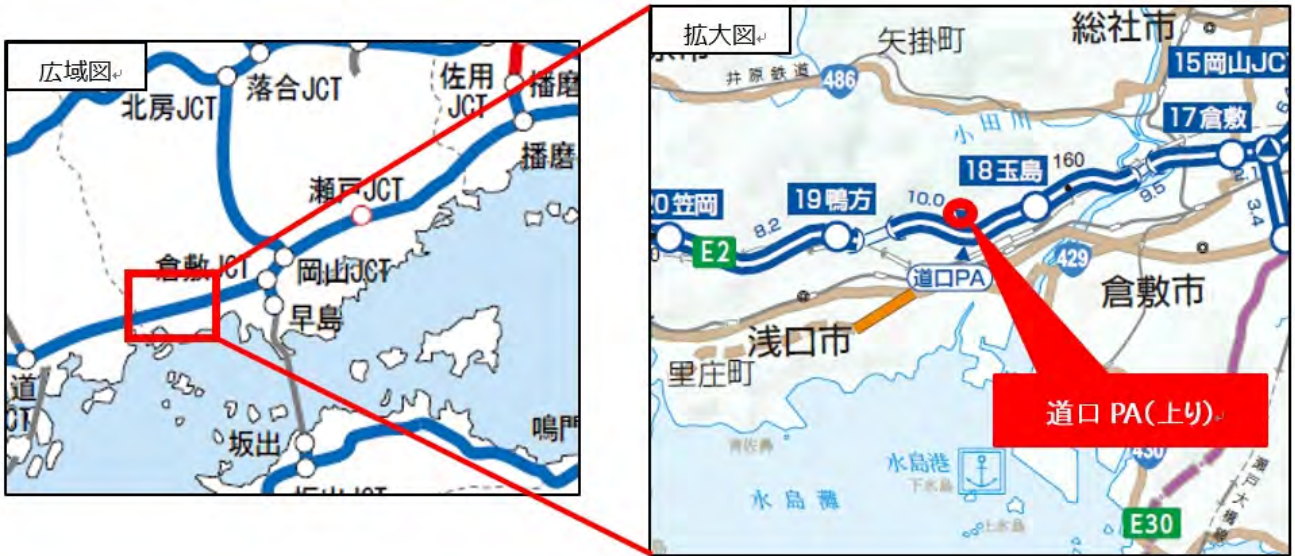 広域図
北房JCT
落合JCT
佐用
JCT
播磨
播磨
瀬戸JCT
倉敷JCT
岡山JCT
早島
道
坂出
鳴門
拡大図
矢掛町
総社市
井原鉄道
486
15岡山JC
小田川
17倉敷
18玉島
160
20笠岡
19鴨方
10.0
9.5
2.1
3.4
8.2
E2
道口PA
429
倉敷市
浅口市
里庄町
道口 PA(上り)
430
水島港
下水島
水島灘
上水島
瀬戸大橋線
E30